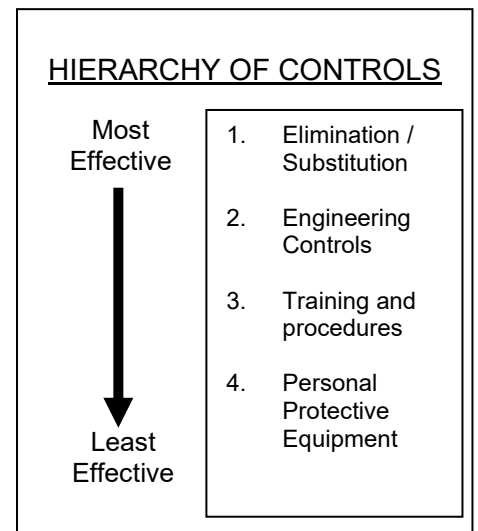 HIERARCHY OF CONTROLS
Most
Effective
1. Elimination /
Substitution
2. Engineering
Controls
3. Training and
procedures
4. Personal
Protective
Equipment
Least
Effective